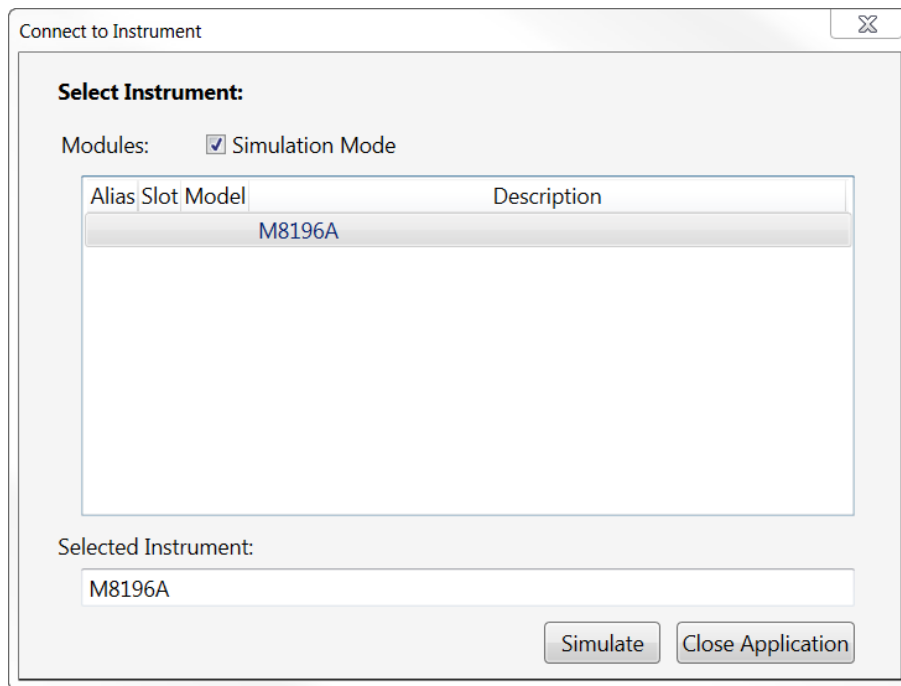 Connect to Instrument
Select Instrument:
Modules: Simulation Mode
Alias Slot Model Description
M8196A
Selected Instrument:
M8196A
Simulate Close Application